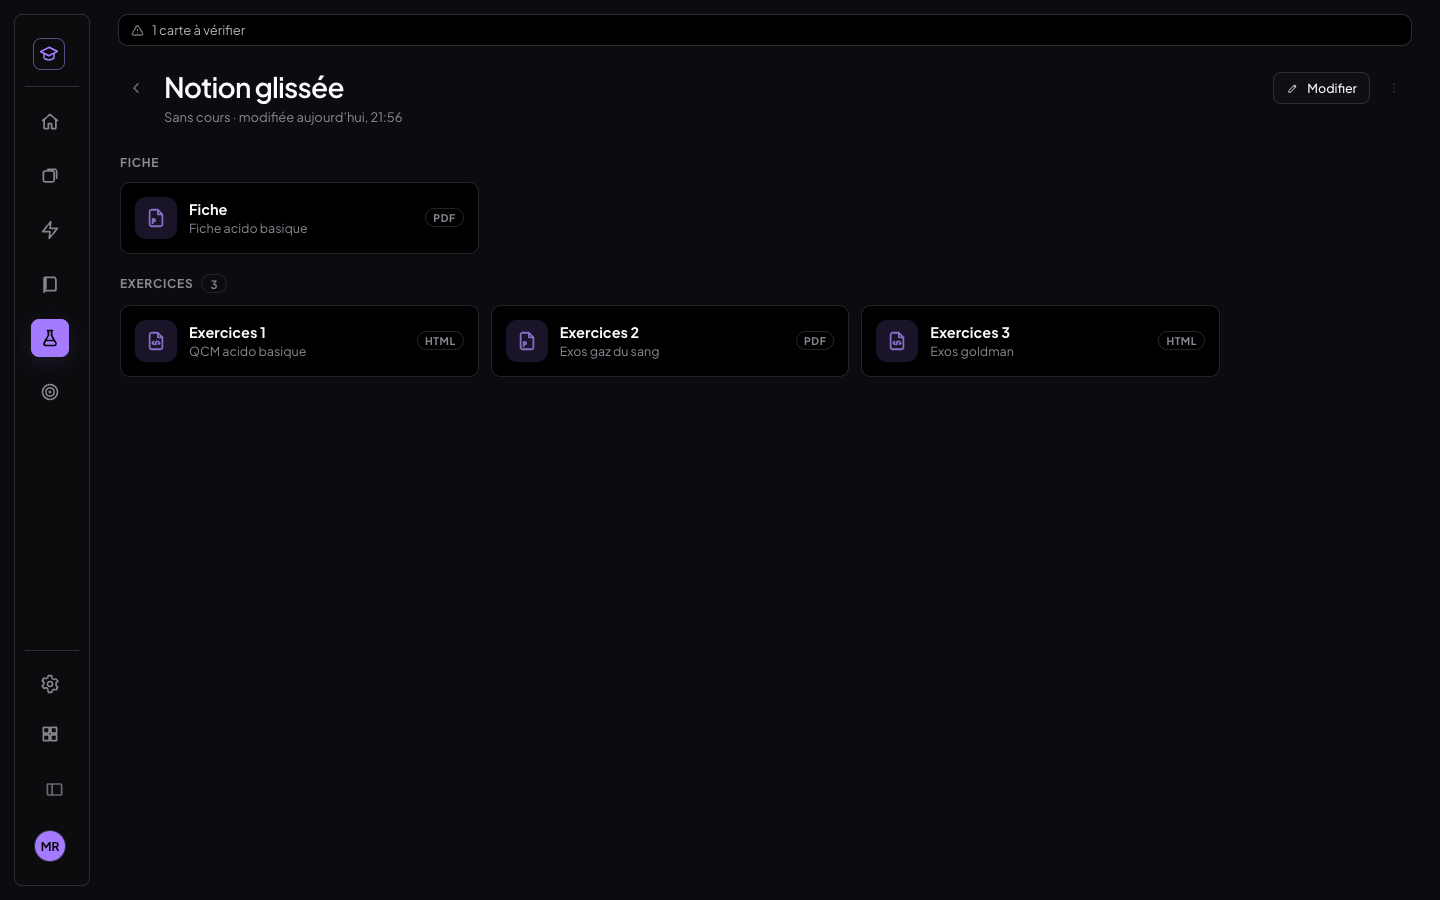 1 carte à vérifier
Notion glissée
Modifier
Sans cours · modifiée aujourd’hui, 21:56
FICHE
Fiche
Fiche acido basique
PDF
EXERCICES 3
Exercices 1
QCM acido basique
HTML
Exercices 2
Exos gaz du sang
PDF
Exercices 3
Exos goldman
HTML
MR